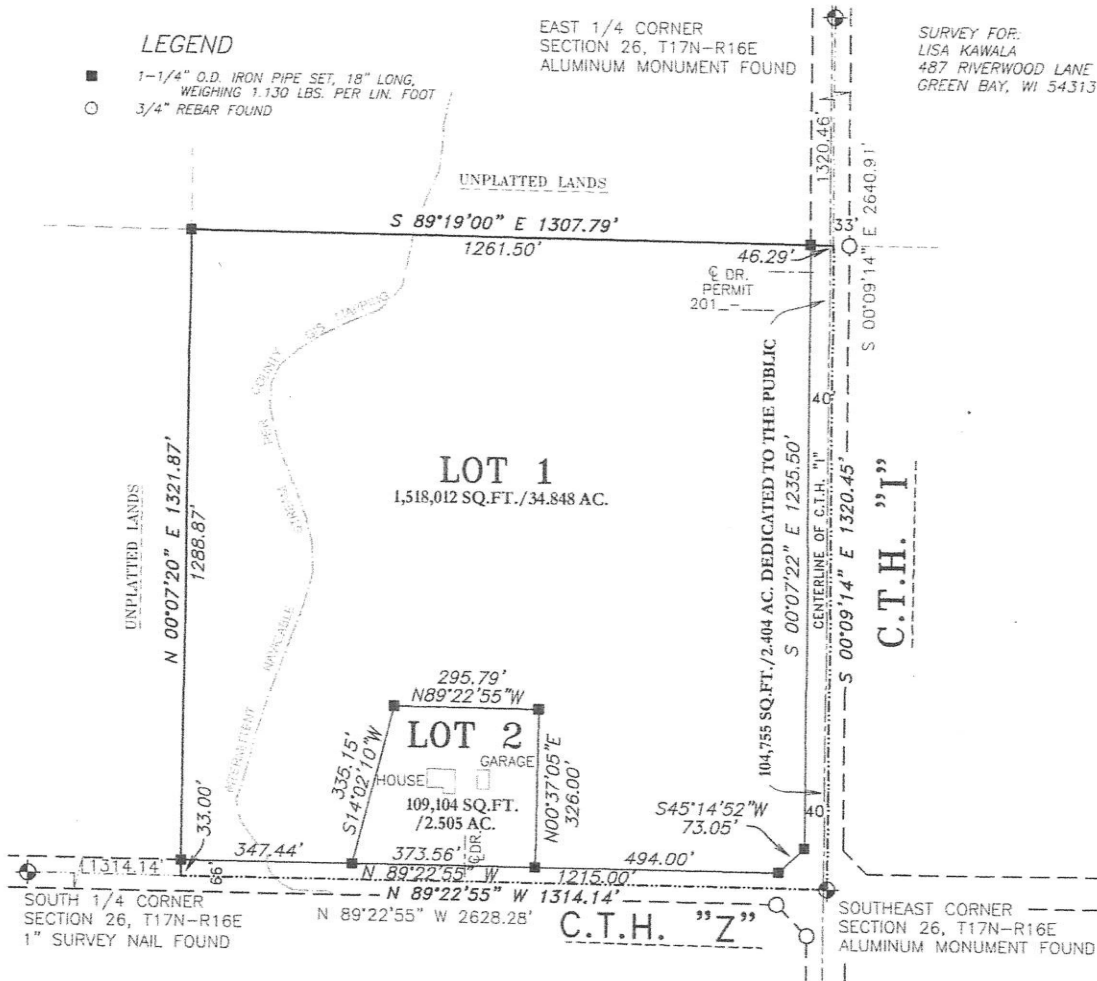 LEGEND
1-1/4" O.D. IRON PIPE SET, 18" LONG,
WEIGHING 1.130 LBS. PER LIN. FOOT
3/4" REBAR FOUND
EAST 1/4 CORNER
SECTION 26, T17N-R16E
ALUMINUM MONUMENT FOUND
SURVEY FOR:
LISA KAWALA
487 RIVERWOOD LANE
GREEN BAY, WI 54313
1320.46'
S 00°09'14" E 2640.91'
UNPLATTED LANDS
S 89°19'00" E 1307.79'
1261.50'
46.29'
33'
℄ DR.
PERMIT
201_-____
INTERMITTENT NAVIGABLE STREAM PER COUNTY GIS MAPPING
UNPLATTED LANDS
N 00°07'20" E 1321.87'
1288.87'
LOT 1
1,518,012 SQ.FT./34.848 AC.
104,755 SQ.FT./2.404 AC. DEDICATED TO THE PUBLIC
S 00°07'22" E 1235.50'
CENTERLINE OF C.T.H. "I"
40'
S 00°09'14" E 1320.45'
C.T.H. "I"
295.79'
N89°22'55"W
LOT 2
GARAGE
HOUSE
109,104 SQ.FT.
/2.505 AC.
℄DR.
335.15'
S14°02'10"W
N00°37'05"E
326.00'
S45°14'52"W
73.05'
40'
33.00'
347.44'
373.56'
494.00'
N 89°22'55" W 1215.00'
1314.14'
66'
N 89°22'55" W 1314.14'
N 89°22'55" W 2628.28'
C.T.H. "Z"
SOUTH 1/4 CORNER
SECTION 26, T17N-R16E
1" SURVEY NAIL FOUND
SOUTHEAST CORNER
SECTION 26, T17N-R16E
ALUMINUM MONUMENT FOUND